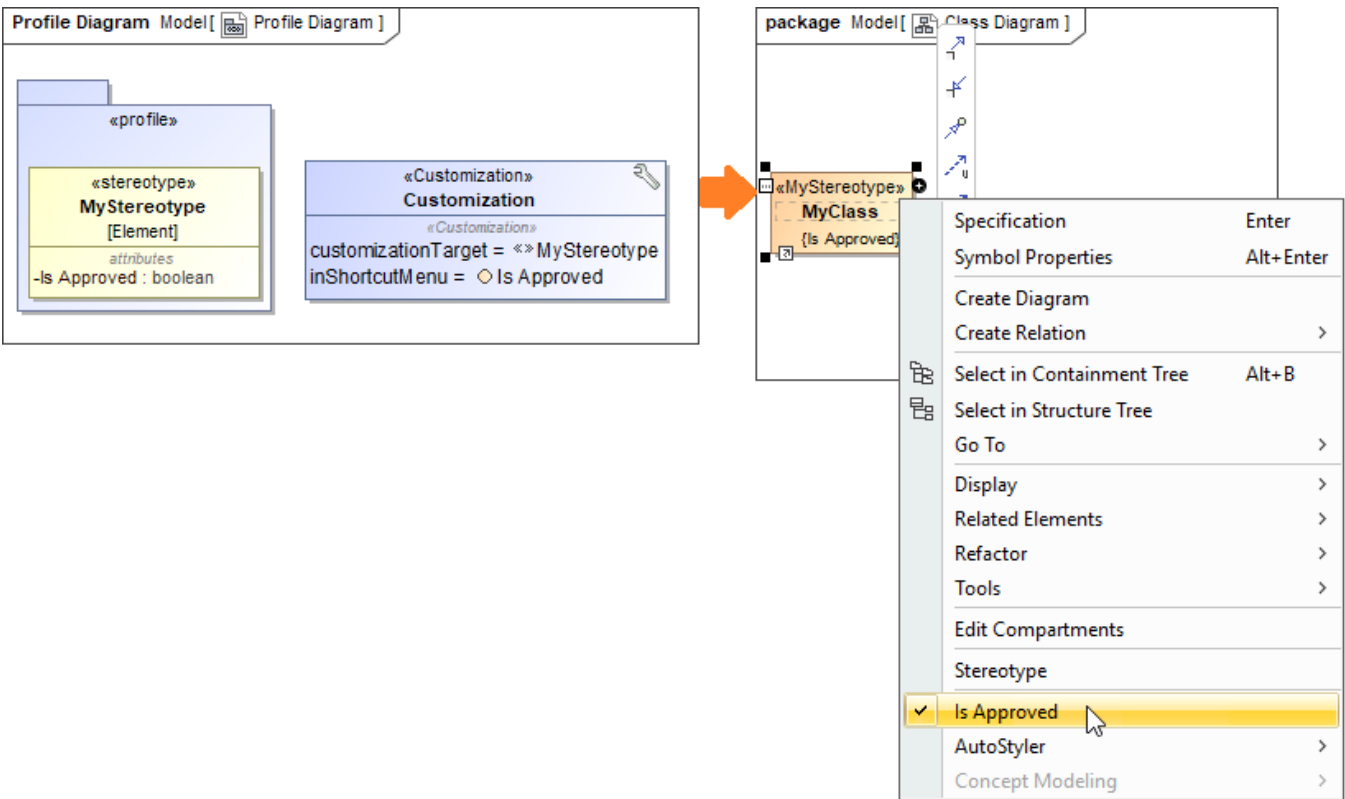 Profile Diagram Model[ Profile Diagram ]
«profile»
«stereotype»
MyStereotype
[Element]
attributes
-Is Approved : boolean
«Customization»
Customization
«Customization»
customizationTarget = «» MyStereotype
inShortcutMenu = Is Approved
package Model[ Class Diagram ]
«MyStereotype»
MyClass
{Is Approved}
u
Specification Enter
Symbol Properties Alt+Enter
Create Diagram
Create Relation
Select in Containment Tree Alt+B
Select in Structure Tree
Go To
Display
Related Elements
Refactor
Tools
Edit Compartments
Stereotype
Is Approved
AutoStyler
Concept Modeling